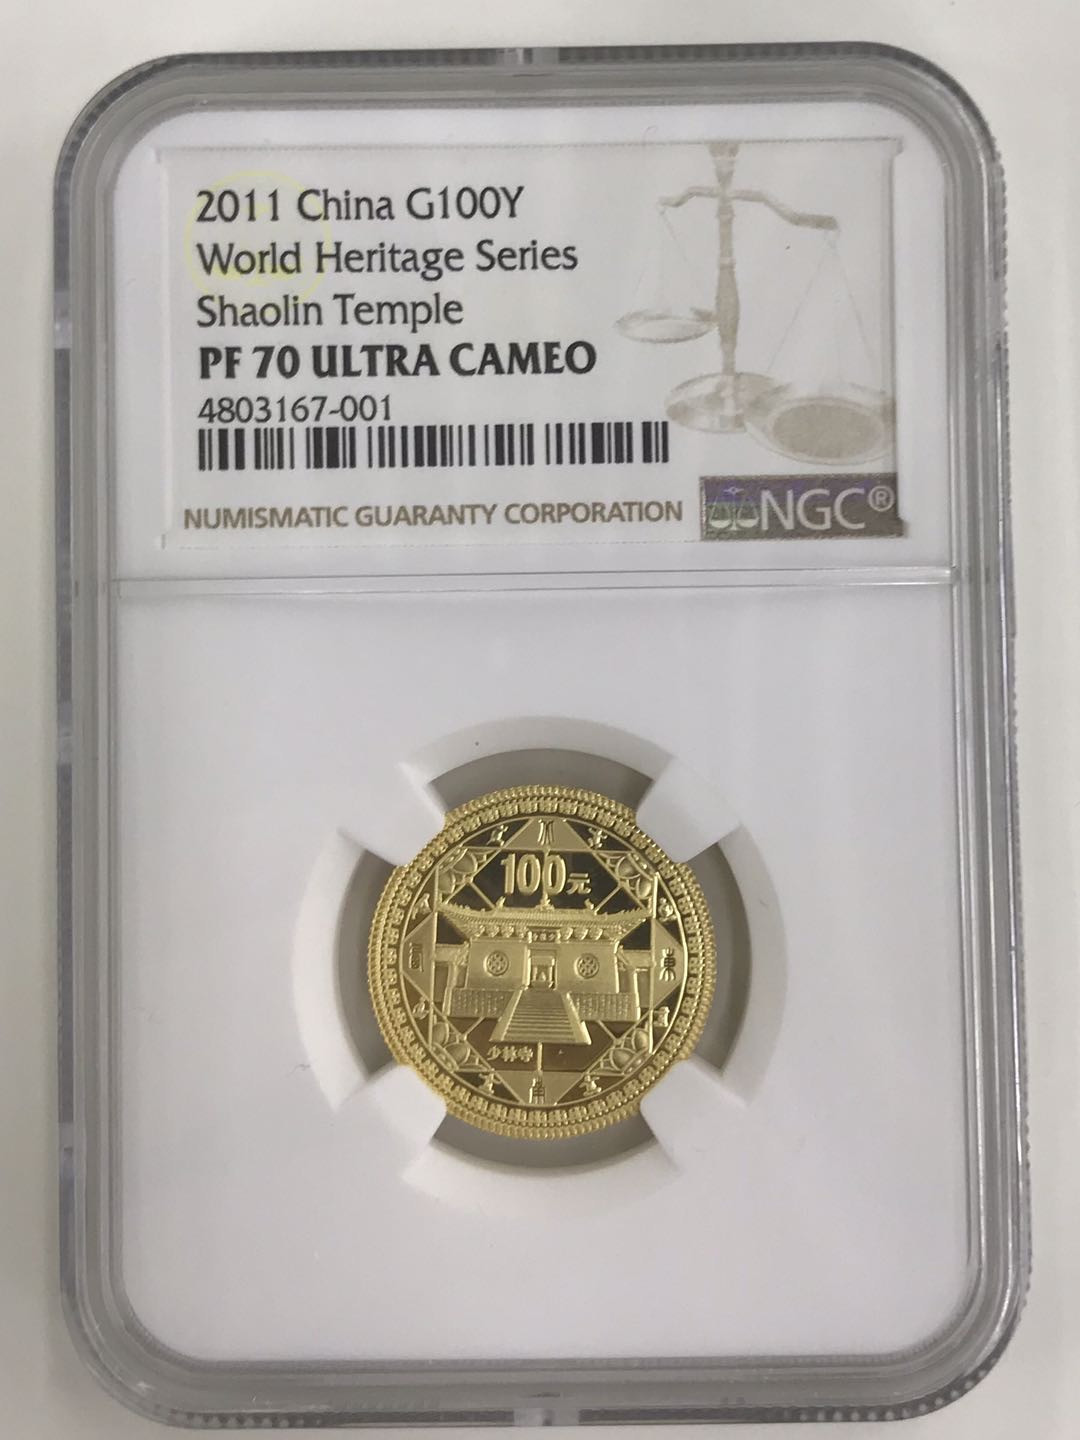 2011 China G100Y
World Heritage Series
Shaolin Temple
PF 70 ULTRA CAMEO
4803167-001
NUMISMATIC GUARANTY CORPORATION
NGC®
100元
少林寺